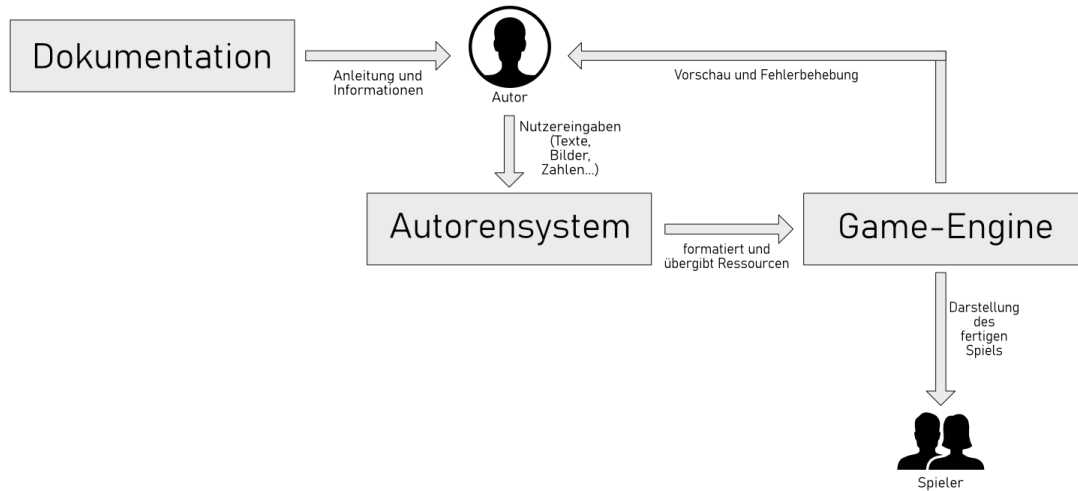 Dokumentation
Anleitung und
Informationen
Autor
Vorschau und Fehlerbehebung
Nutzereingaben
(Texte,
Bilder,
Zahlen...)
Autorensystem
formatiert und
übergibt Ressourcen
Game-Engine
Darstellung
des
fertigen
Spiels
Spieler